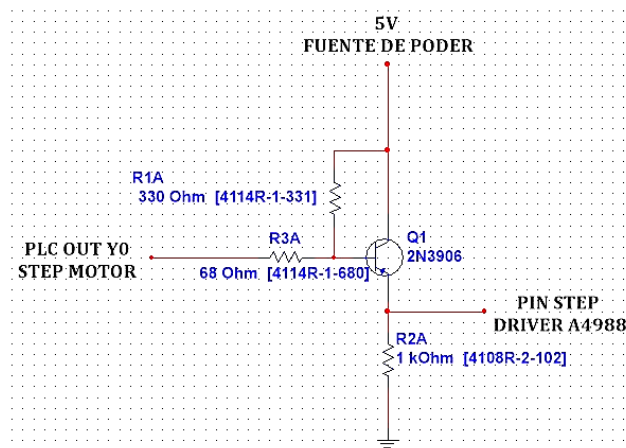 5V
FUENTE DE PODER
R1A
330 Ohm [4114R-1-331]
PLC OUT Y0
STEP MOTOR
R3A
68 Ohm [4114R-1-680]
Q1
2N3906
PIN STEP
DRIVER A4988
R2A
1 kOhm [4108R-2-102]